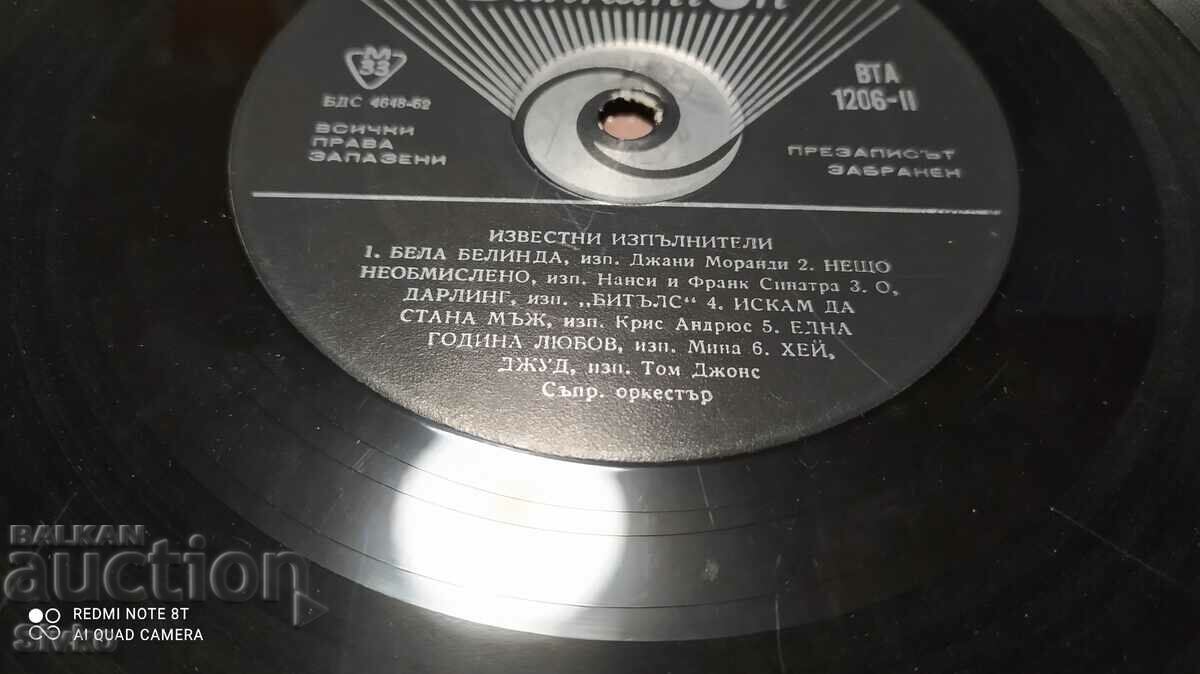 Balkanton
М
33
БДС 4648-62
ВСИЧКИ
ПРАВА
ЗАПАЗЕНИ
ВТА
1206-II
ПРЕЗАПИСЪТ
ЗАБРАНЕН
ИЗВЕСТНИ ИЗПЪЛНИТЕЛИ
1. БЕЛА БЕЛИНДА, изп. Джани Моранди 2. НЕЩО
НЕОБМИСЛЕНО, изп. Нанси и Франк Синатра 3. О,
ДАРЛИНГ, изп. „БИТЪЛС“ 4. ИСКАМ ДА
СТАНА МЪЖ, изп. Крис Андрюс 5. ЕДНА
ГОДИНА ЛЮБОВ, изп. Мина 6. ХЕЙ,
ДЖУД, изп. Том Джонс
Съпр. оркестър
BALKAN
auction
REDMI NOTE 8T
AI QUAD CAMERA